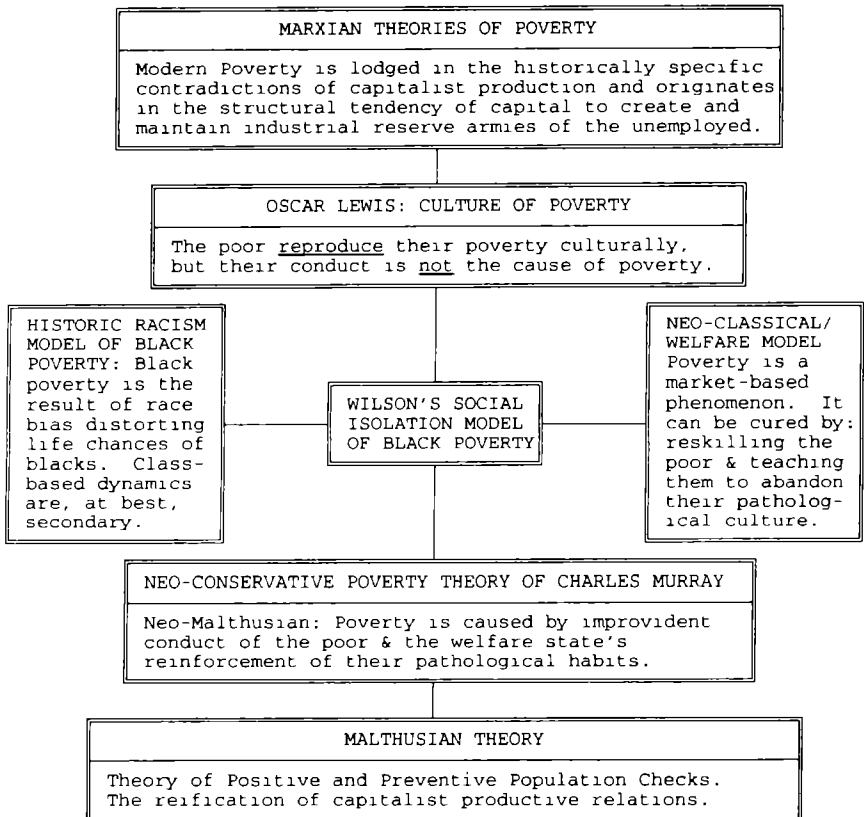 MARXIAN THEORIES OF POVERTY
Modern Poverty is lodged in the historically specific
contradictions of capitalist production and originates
in the structural tendency of capital to create and
maintain industrial reserve armies of the unemployed.
OSCAR LEWIS: CULTURE OF POVERTY
The poor reproduce their poverty culturally,
but their conduct is not the cause of poverty.
HISTORIC RACISM
MODEL OF BLACK
POVERTY: Black
poverty is the
result of race
bias distorting
life chances of
blacks. Class-
based dynamics
are, at best,
secondary.
WILSON'S SOCIAL
ISOLATION MODEL
OF BLACK POVERTY
NEO-CLASSICAL/
WELFARE MODEL
Poverty is a
market-based
phenomenon. It
can be cured by:
reskilling the
poor & teaching
them to abandon
their patholog-
ical culture.
NEO-CONSERVATIVE POVERTY THEORY OF CHARLES MURRAY
Neo-Malthusian: Poverty is caused by improvident
conduct of the poor & the welfare state's
reinforcement of their pathological habits.
MALTHUSIAN THEORY
Theory of Positive and Preventive Population Checks.
The reification of capitalist productive relations.